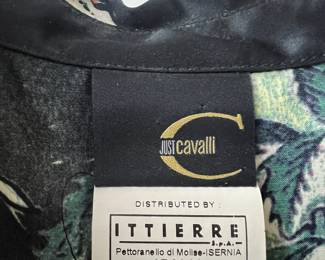 JUST cavalli
DISTRIBUTED BY :
ITTIERRE
S.p.A.
Pettoranello di Molise-ISERNIA